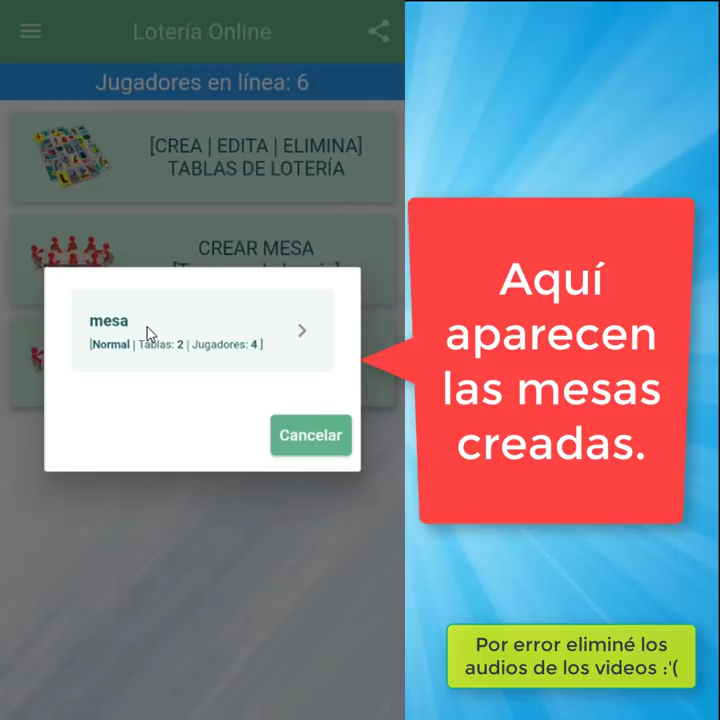 Lotería Online
Jugadores en línea: 6
[CREA | EDITA | ELIMINA]
TABLAS DE LOTERÍA
CREAR MESA
mesa
[Normal | Tablas: 2 | Jugadores: 4 ]
Cancelar
Aquí
aparecen
las mesas
creadas.
Por error eliminé los
audios de los videos :'(